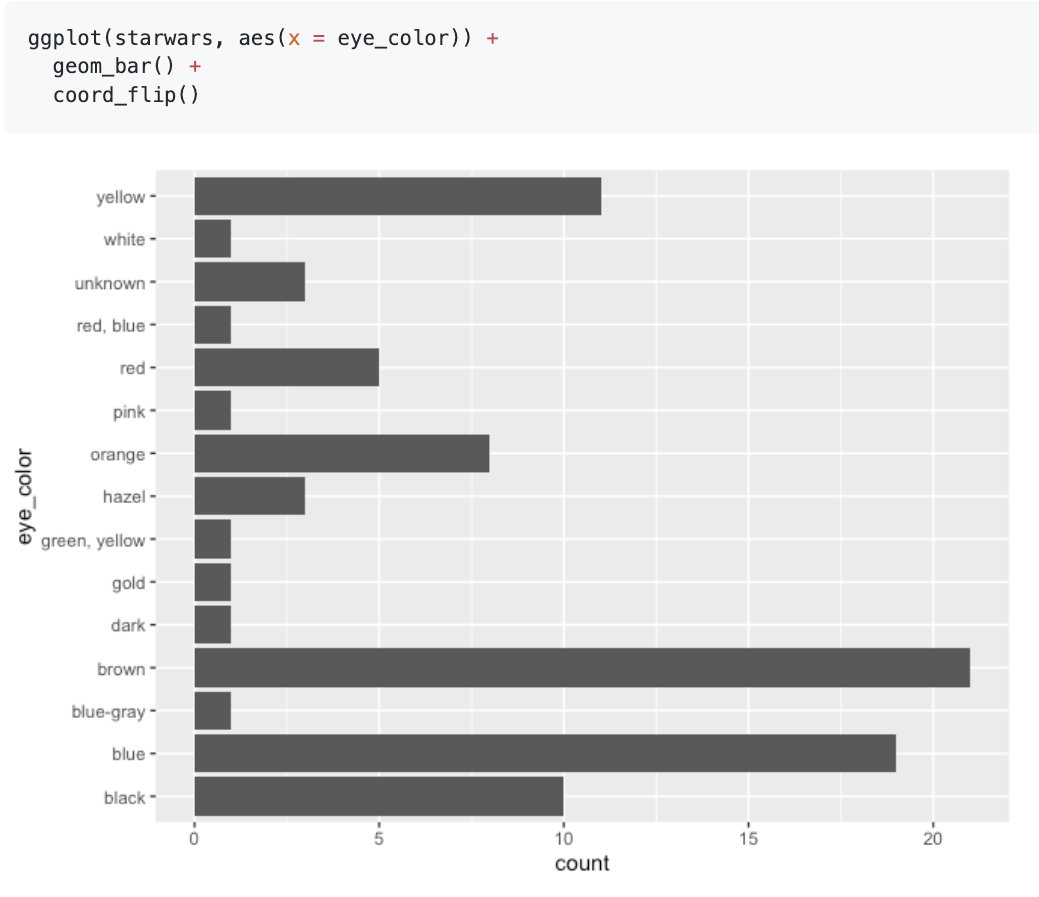 ggplot(starwars, aes(x = eye_color)) +
  geom_bar() +
  coord_flip()
yellow
white
unknown
red, blue
red
pink
orange
hazel
green, yellow
gold
dark
brown
blue-gray
blue
black
eye_color
0 5 10 15 20
count